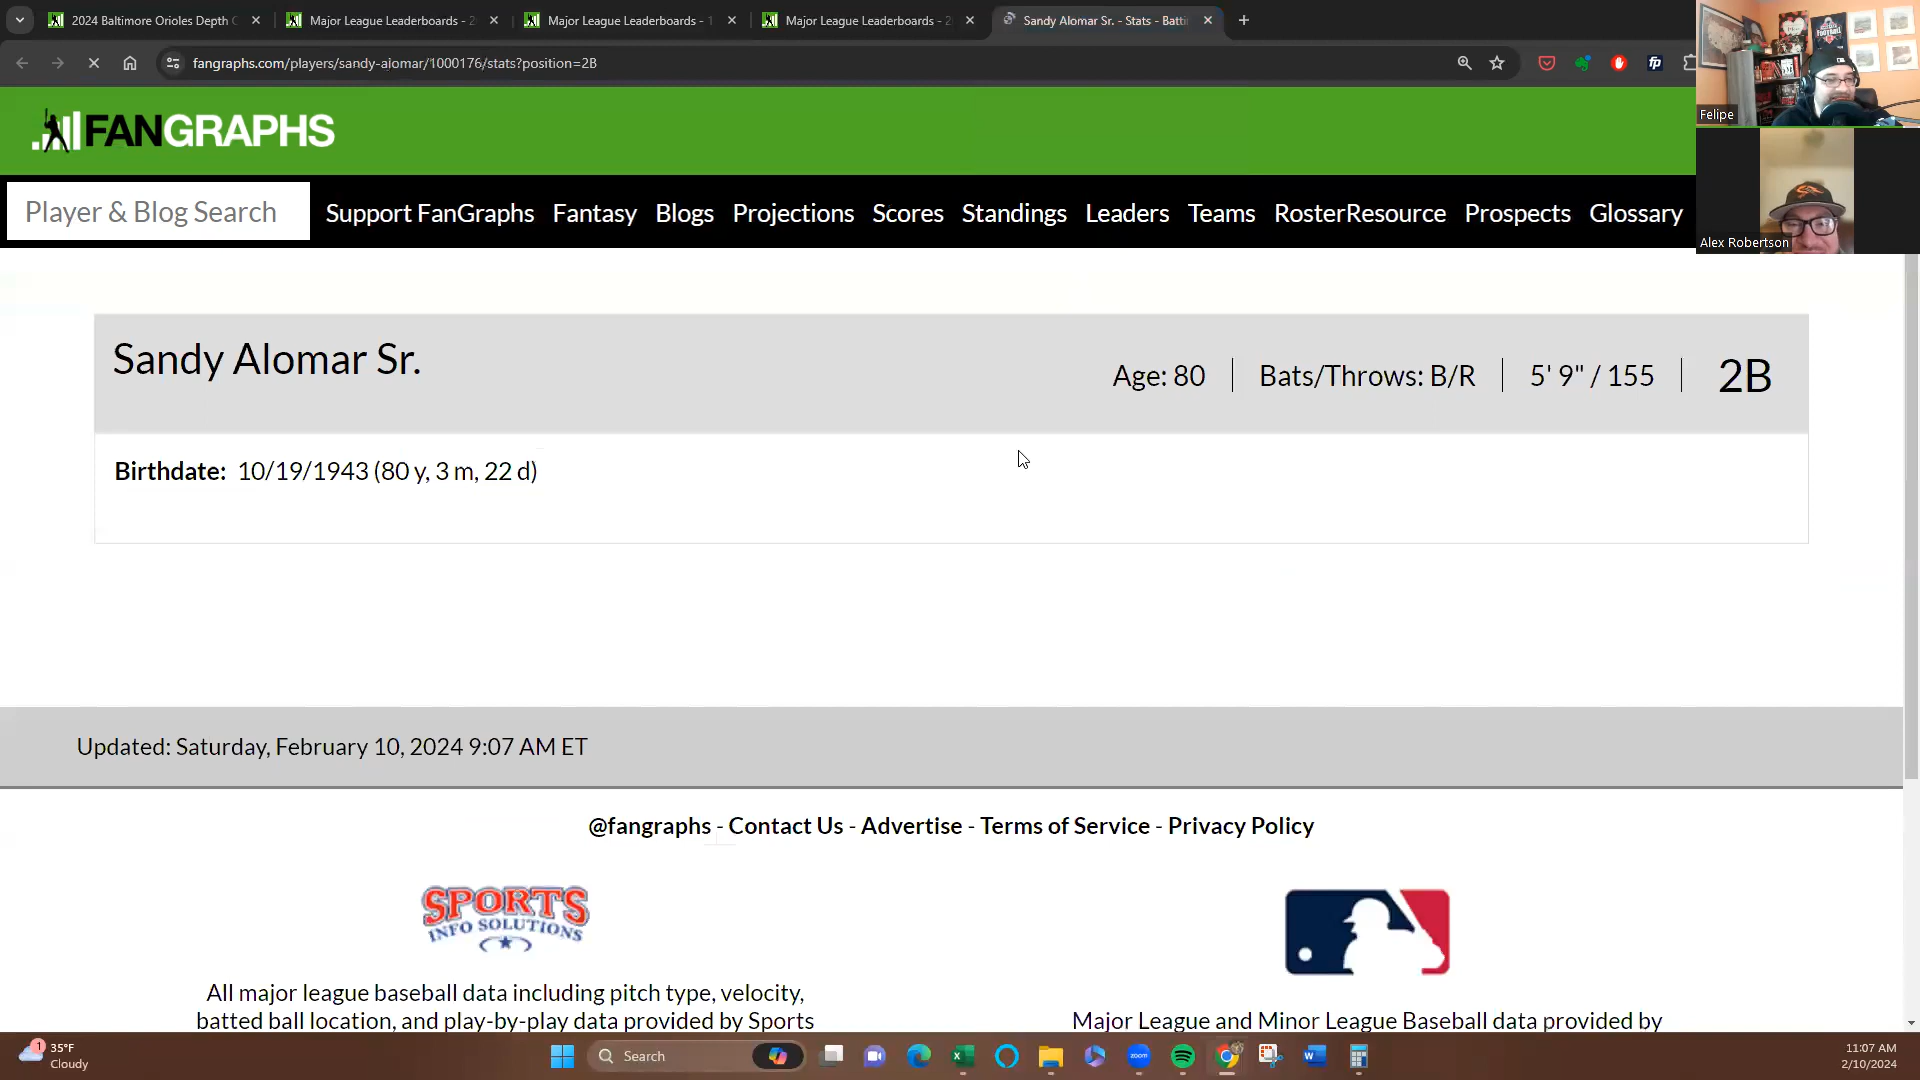 2024 Baltimore Orioles Depth C
Major League Leaderboards - 2
Major League Leaderboards - 1
Major League Leaderboards - 2
Sandy Alomar Sr. - Stats - Batti
fangraphs.com/players/sandy-alomar/1000176/stats?position=2B
FANGRAPHS
Player & Blog Search
Support FanGraphs
Fantasy
Blogs
Projections
Scores
Standings
Leaders
Teams
RosterResource
Prospects
Glossary
Felipe
Alex Robertson
Sandy Alomar Sr.
Age: 80
Bats/Throws: B/R
5' 9" / 155
2B
Birthdate: 10/19/1943 (80 y, 3 m, 22 d)
Updated: Saturday, February 10, 2024 9:07 AM ET
@fangraphs - Contact Us - Advertise - Terms of Service - Privacy Policy
SPORTS
INFO SOLUTIONS
All major league baseball data including pitch type, velocity,
batted ball location, and play-by-play data provided by Sports
Major League and Minor League Baseball data provided by
1
35°F
Cloudy
Search
zoom
11:07 AM
2/10/2024